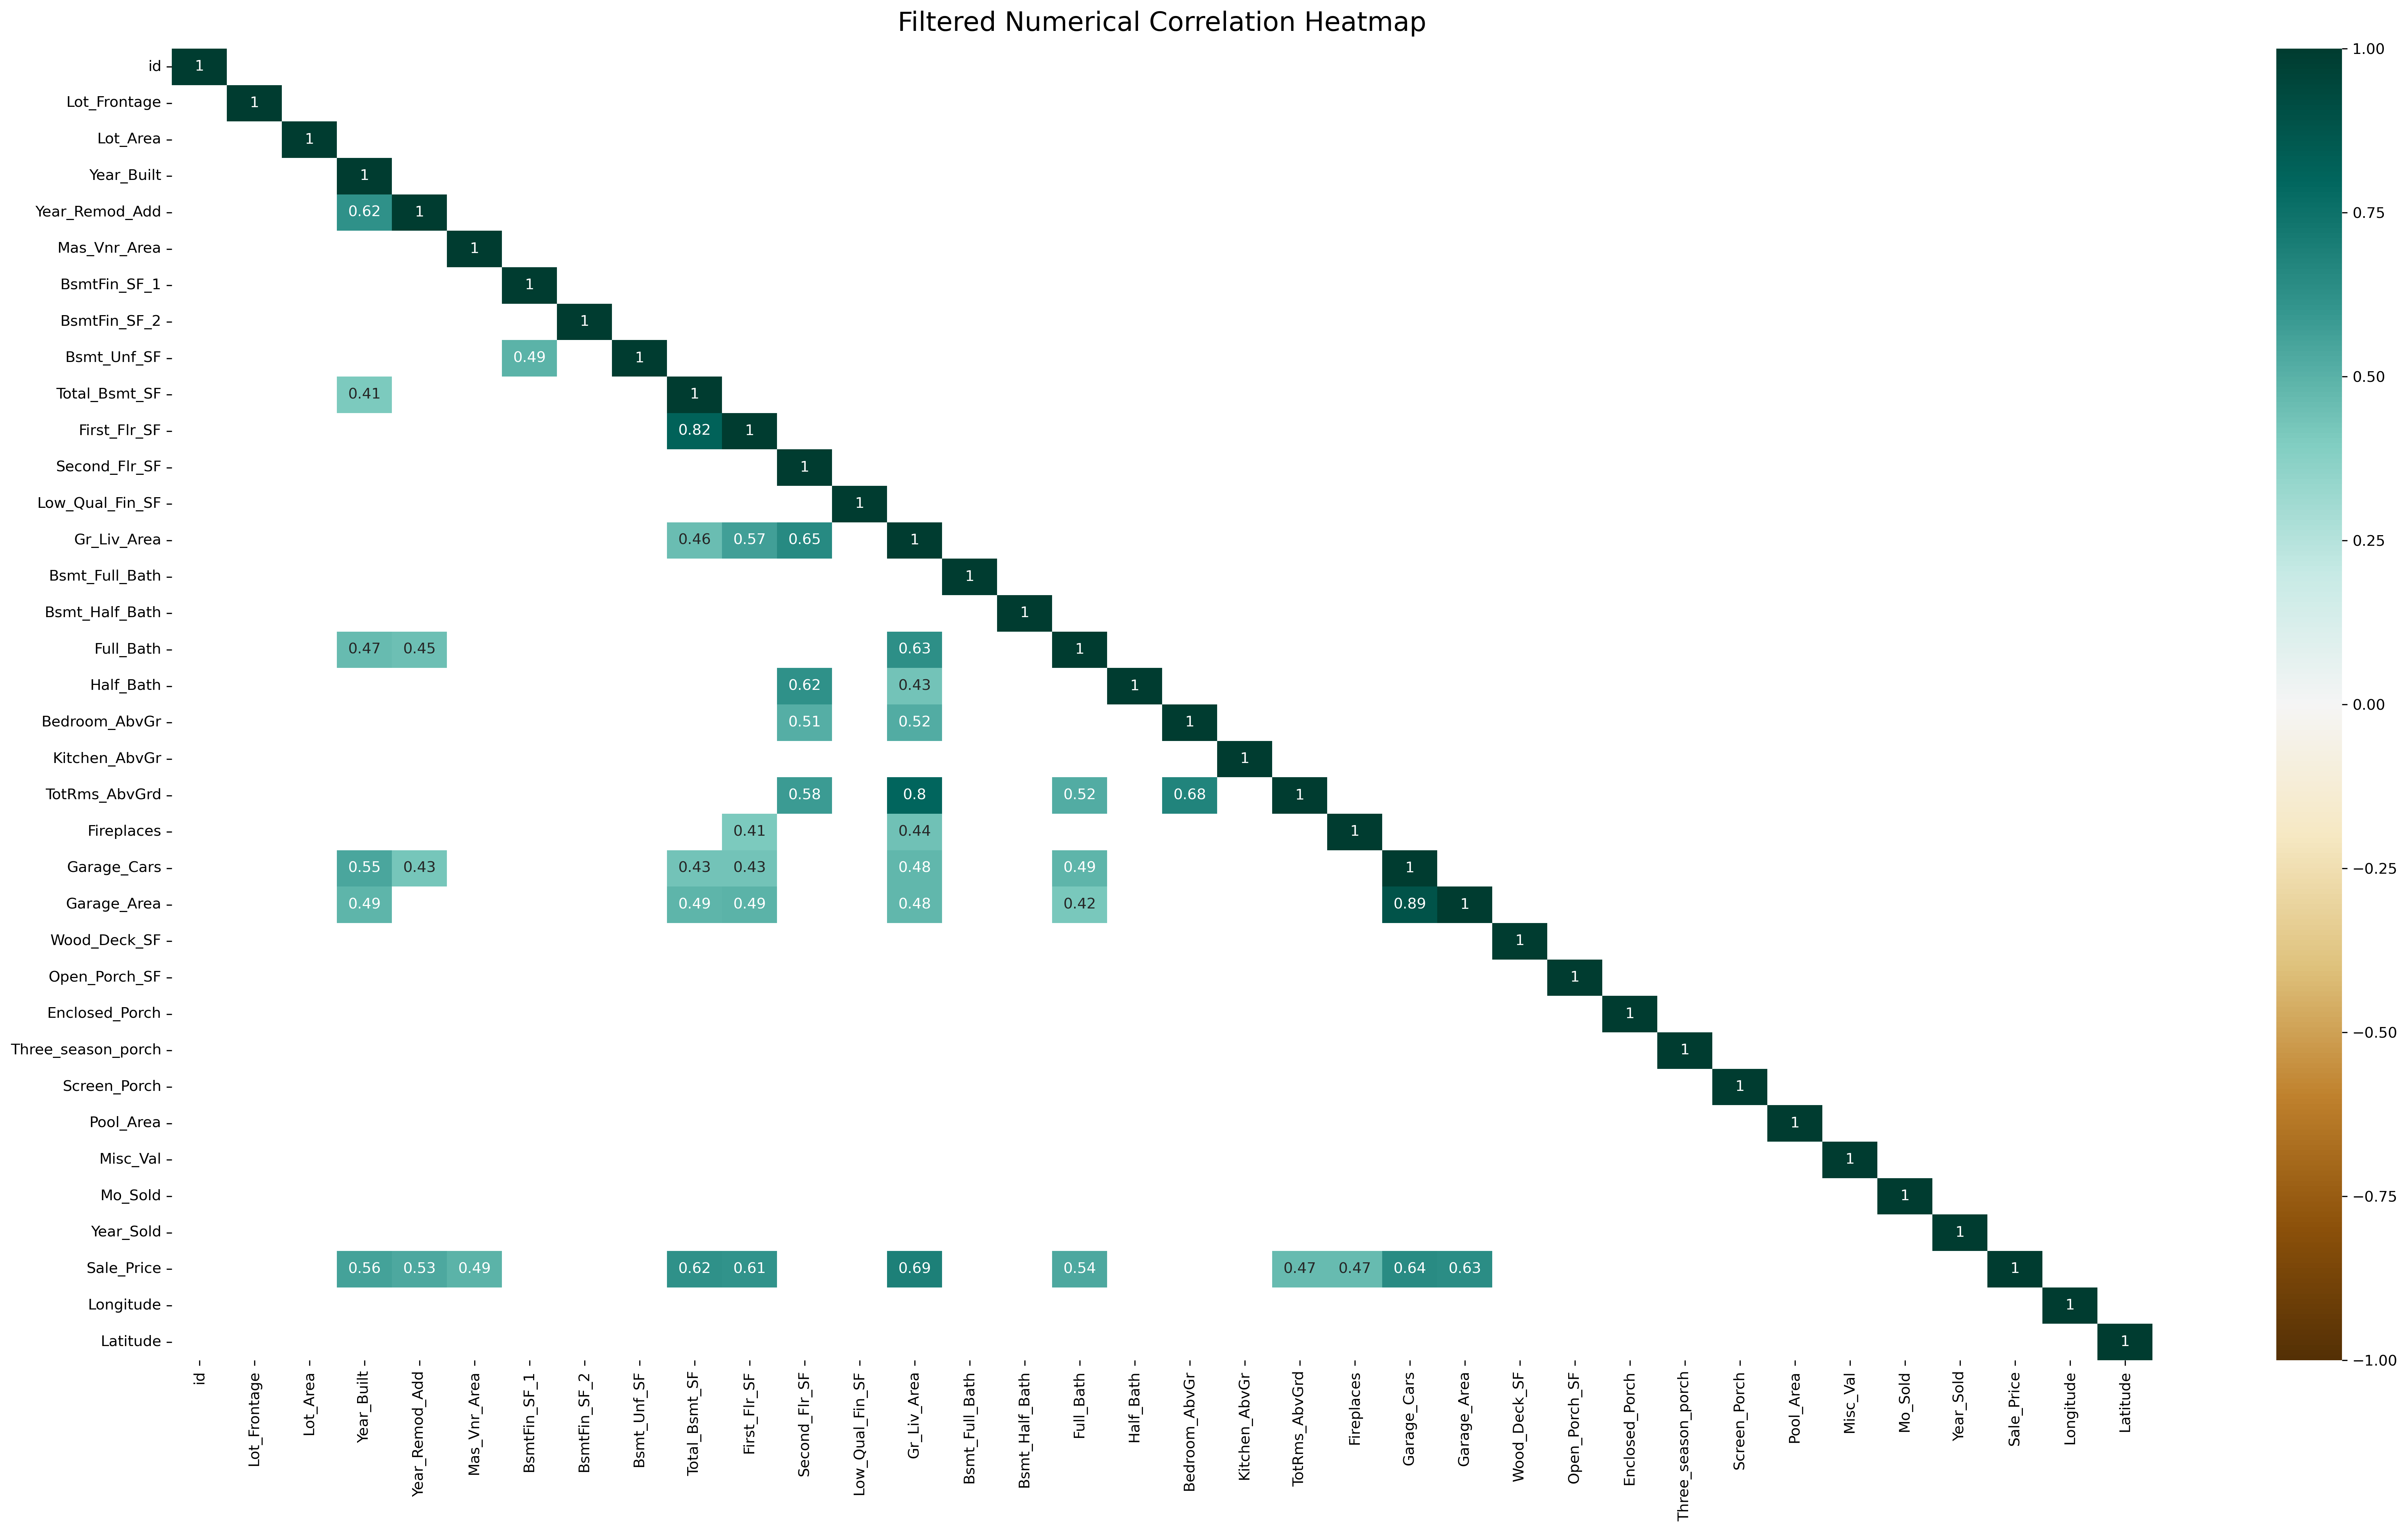 Filtered Numerical Correlation Heatmap
id 1
Lot_Frontage 1
Lot_Area 1
Year_Built 1
Year_Remod_Add 0.62 1
Mas_Vnr_Area 1
BsmtFin_SF_1 1
BsmtFin_SF_2 1
Bsmt_Unf_SF 0.49 1
Total_Bsmt_SF 0.41 1
First_Flr_SF 0.82 1
Second_Flr_SF 1
Low_Qual_Fin_SF 1
Gr_Liv_Area 0.46 0.57 0.65 1
Bsmt_Full_Bath 1
Bsmt_Half_Bath 1
Full_Bath 0.47 0.45 0.63 1
Half_Bath 0.62 0.43 1
Bedroom_AbvGr 0.51 0.52 1
Kitchen_AbvGr 1
TotRms_AbvGrd 0.58 0.8 0.52 0.68 1
Fireplaces 0.41 0.44 1
Garage_Cars 0.55 0.43 0.43 0.43 0.48 0.49 1
Garage_Area 0.49 0.49 0.49 0.48 0.42 0.89 1
Wood_Deck_SF 1
Open_Porch_SF 1
Enclosed_Porch 1
Three_season_porch 1
Screen_Porch 1
Pool_Area 1
Misc_Val 1
Mo_Sold 1
Year_Sold 1
Sale_Price 0.56 0.53 0.49 0.62 0.61 0.69 0.54 0.47 0.47 0.64 0.63 1
Longitude 1
Latitude 1
id
Lot_Frontage
Lot_Area
Year_Built
Year_Remod_Add
Mas_Vnr_Area
BsmtFin_SF_1
BsmtFin_SF_2
Bsmt_Unf_SF
Total_Bsmt_SF
First_Flr_SF
Second_Flr_SF
Low_Qual_Fin_SF
Gr_Liv_Area
Bsmt_Full_Bath
Bsmt_Half_Bath
Full_Bath
Half_Bath
Bedroom_AbvGr
Kitchen_AbvGr
TotRms_AbvGrd
Fireplaces
Garage_Cars
Garage_Area
Wood_Deck_SF
Open_Porch_SF
Enclosed_Porch
Three_season_porch
Screen_Porch
Pool_Area
Misc_Val
Mo_Sold
Year_Sold
Sale_Price
Longitude
Latitude
1.00
0.75
0.50
0.25
0.00
−0.25
−0.50
−0.75
−1.00